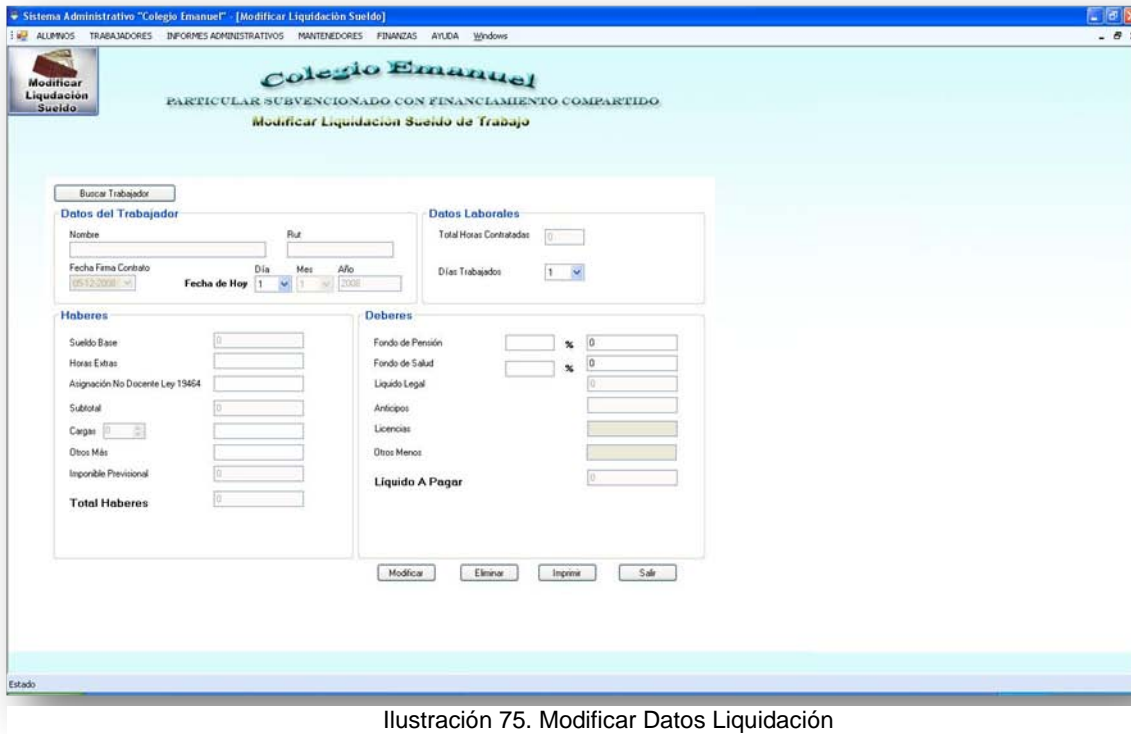 Sistema Administrativo "Colegio Emanuel" - [Modificar Liquidación Sueldo]
ALUMNOS TRABAJADORES INFORMES ADMINISTRATIVOS MANTENEDORES FINANZAS AYUDA Windows
Modificar
Liqudación
Sueldo
Colegio Emanuel
PARTICULAR SUBVENCIONADO CON FINANCIAMIENTO COMPARTIDO
Modificar Liquidación Sueldo de Trabajo
Buscar Trabajador
Datos del Trabajador
Nombre Rut
Fecha Firma Contrato Día Mes Año
05-12-2008 Fecha de Hoy 1 1 2008
Datos Laborales
Total Horas Contratadas 0
Días Trabajados 1
Haberes
Sueldo Base 0
Horas Extras
Asignación No Docente Ley 19464
Subtotal 0
Cargas 0
Otros Más
Imponible Previsional 0
Total Haberes 0
Deberes
Fondo de Pensión % 0
Fondo de Salud % 0
Liquido Legal 0
Anticipos
Licencias
Otros Menos
Líquido A Pagar 0
Modificar Eliminar Imprimir Salir
Estado
Ilustración 75. Modificar Datos Liquidación